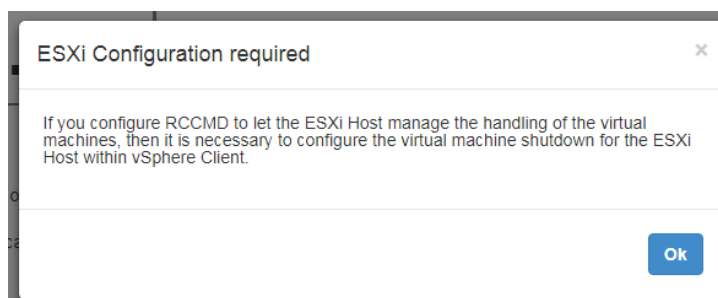 ESXi Configuration required
×
If you configure RCCMD to let the ESXi Host manage the handling of the virtual
machines, then it is necessary to configure the virtual machine shutdown for the ESXi
Host within vSphere Client.
Ok